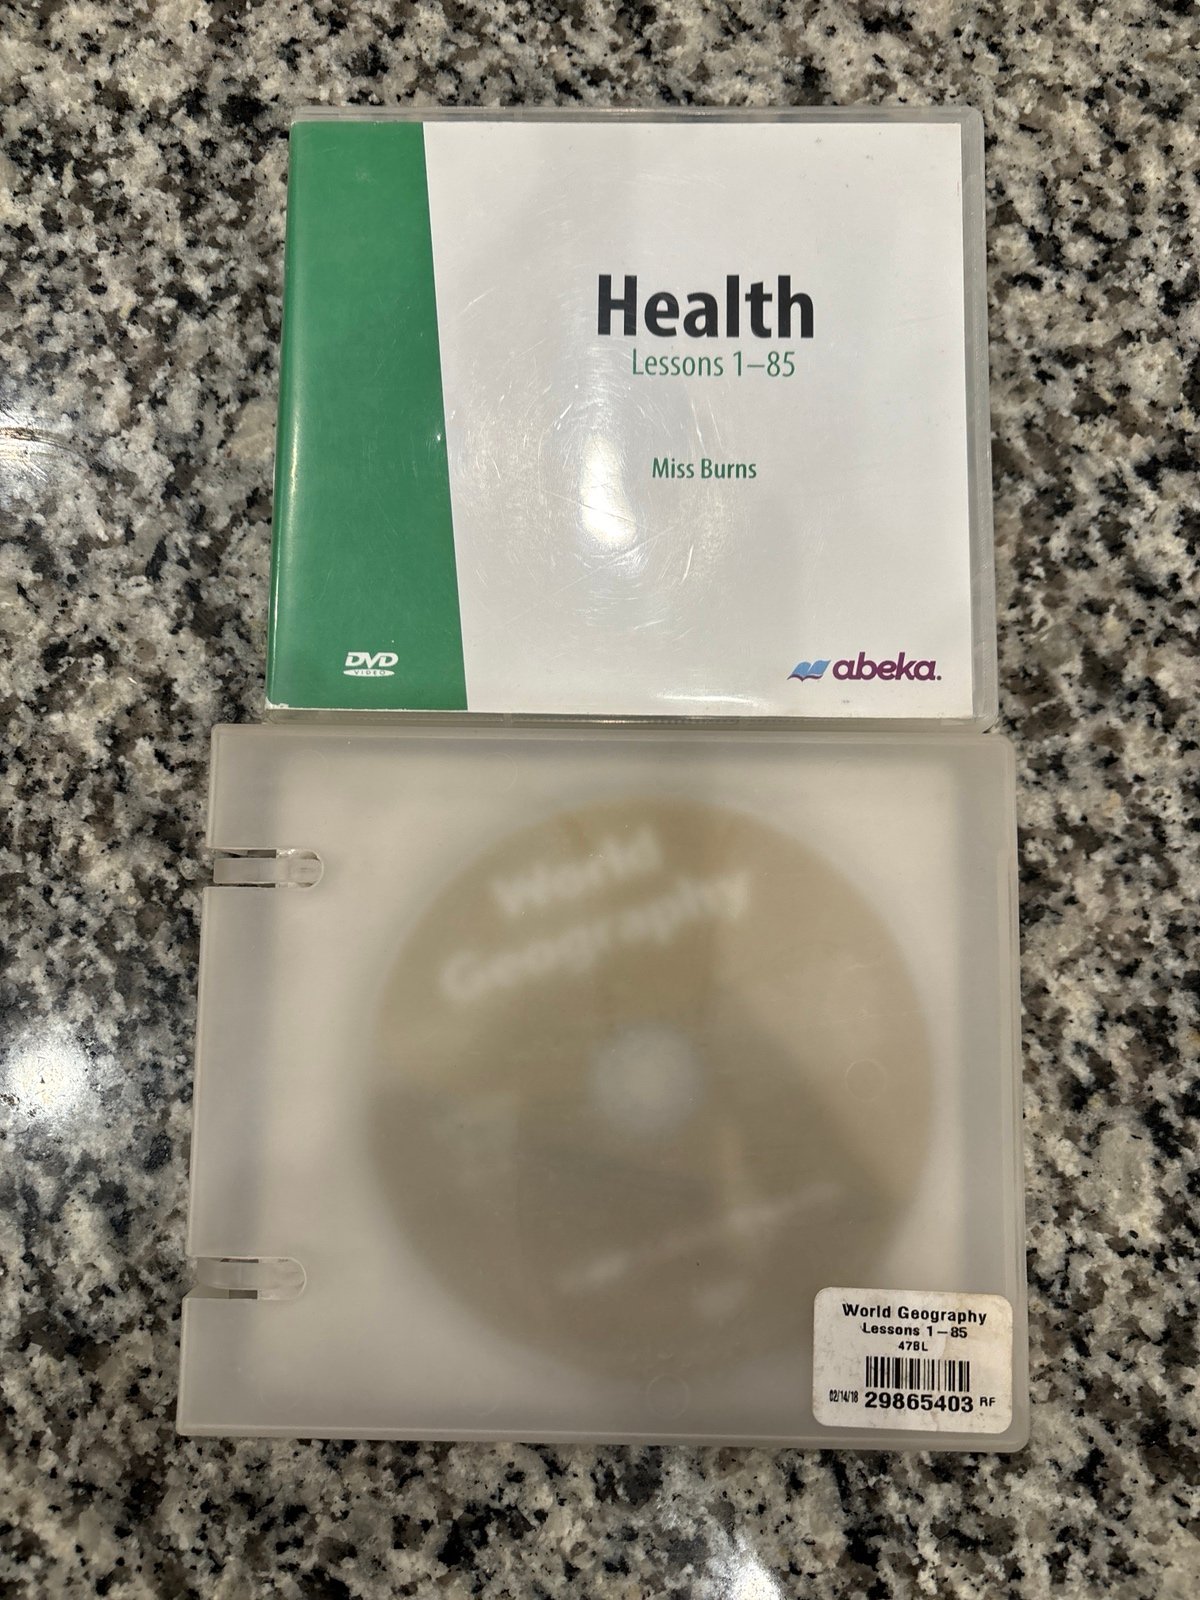 Health
Lessons 1–85
Miss Burns
DVD
VIDEO
abeka.
World
Geography
World Geography
Lessons 1–85
47BL
02/14/18 29865403 RF